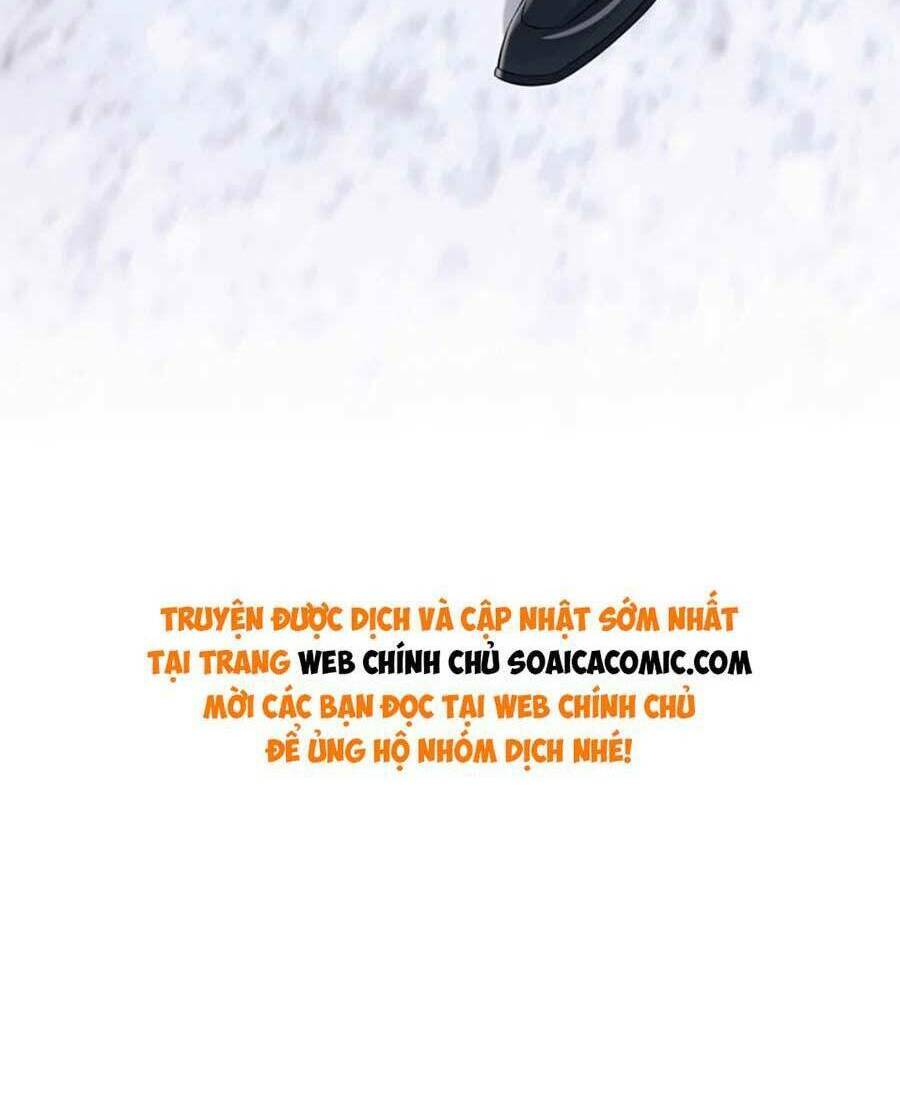 TRUYỆN ĐƯỢC DỊCH VÀ CẬP NHẬT SỚM NHẤT
TẠI TRANG WEB CHÍNH CHỦ SOAICACOMIC.COM
MỜI CÁC BẠN ĐỌC TẠI WEB CHÍNH CHỦ
ĐỂ ỦNG HỘ NHÓM DỊCH NHÉ!